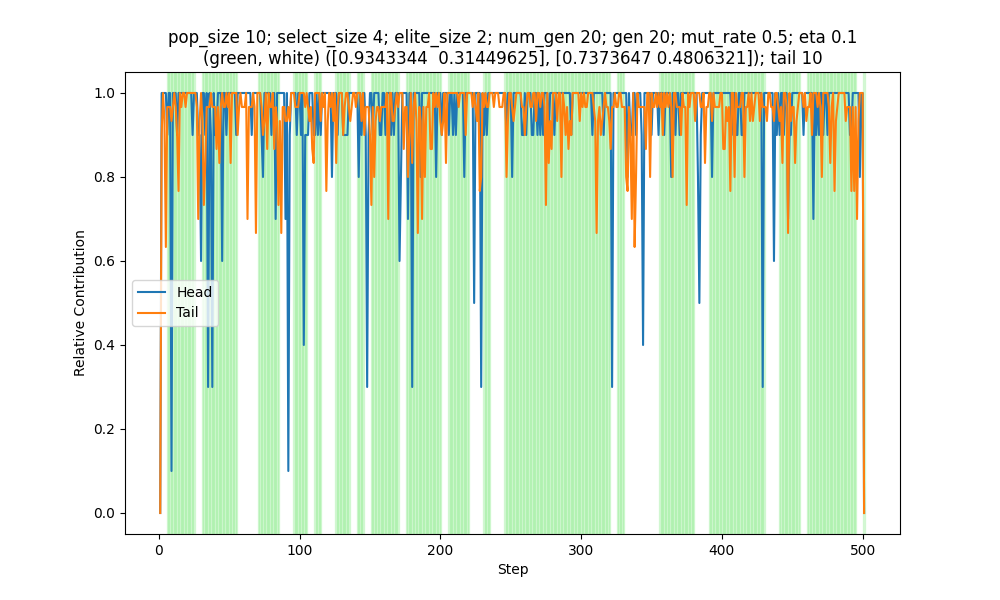 pop_size 10; select_size 4; elite_size 2; num_gen 20; gen 20; mut_rate 0.5; eta 0.1
(green, white) ([0.9343344  0.31449625], [0.7373647 0.4806321]); tail 10
1.0
0.8
0.6
0.4
0.2
0.0
Relative Contribution
Head
Tail
0
100
200
300
400
500
Step